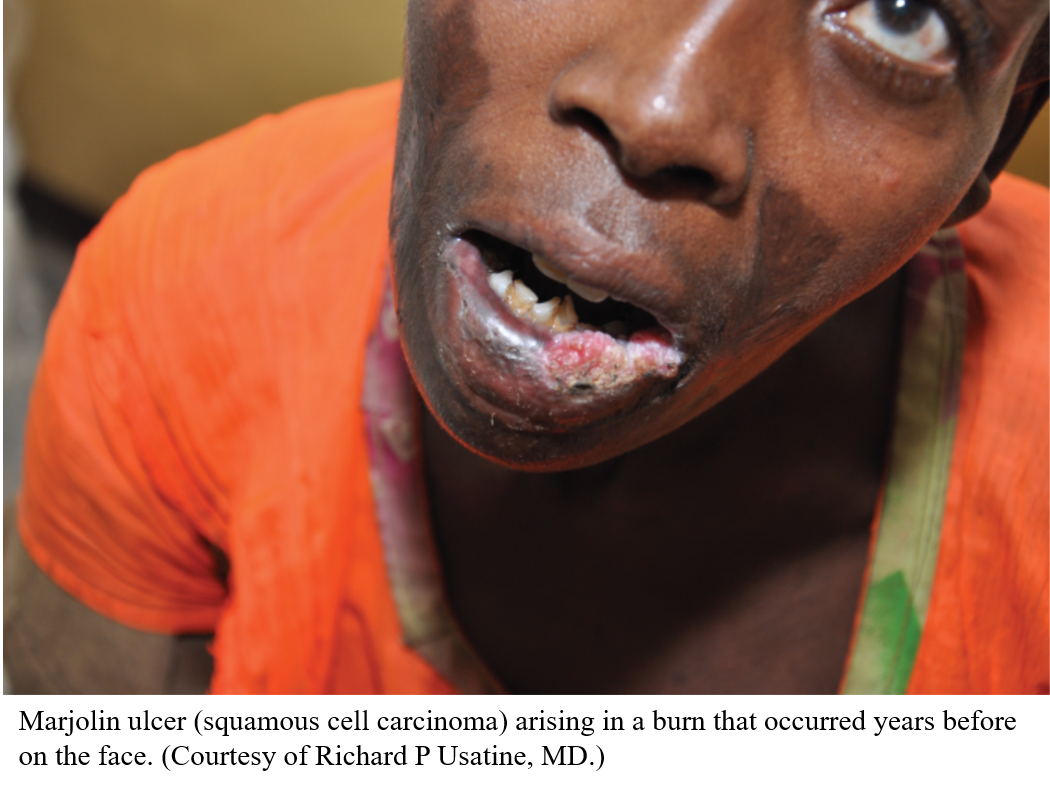 Marjolin ulcer (squamous cell carcinoma) arising in a burn that occurred years before
on the face. (Courtesy of Richard P Usatine, MD.)